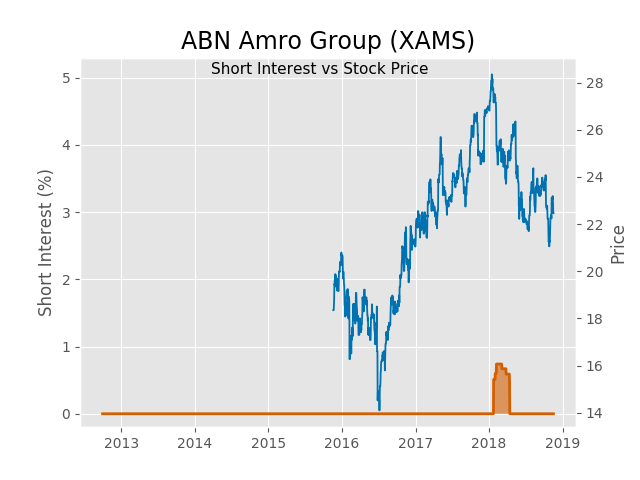 ABN Amro Group (XAMS)
Short Interest vs Stock Price
Short Interest (%)
5
4
3
2
1
0
28
26
24
22
20
18
16
14
Price
2013 2014 2015 2016 2017 2018 2019